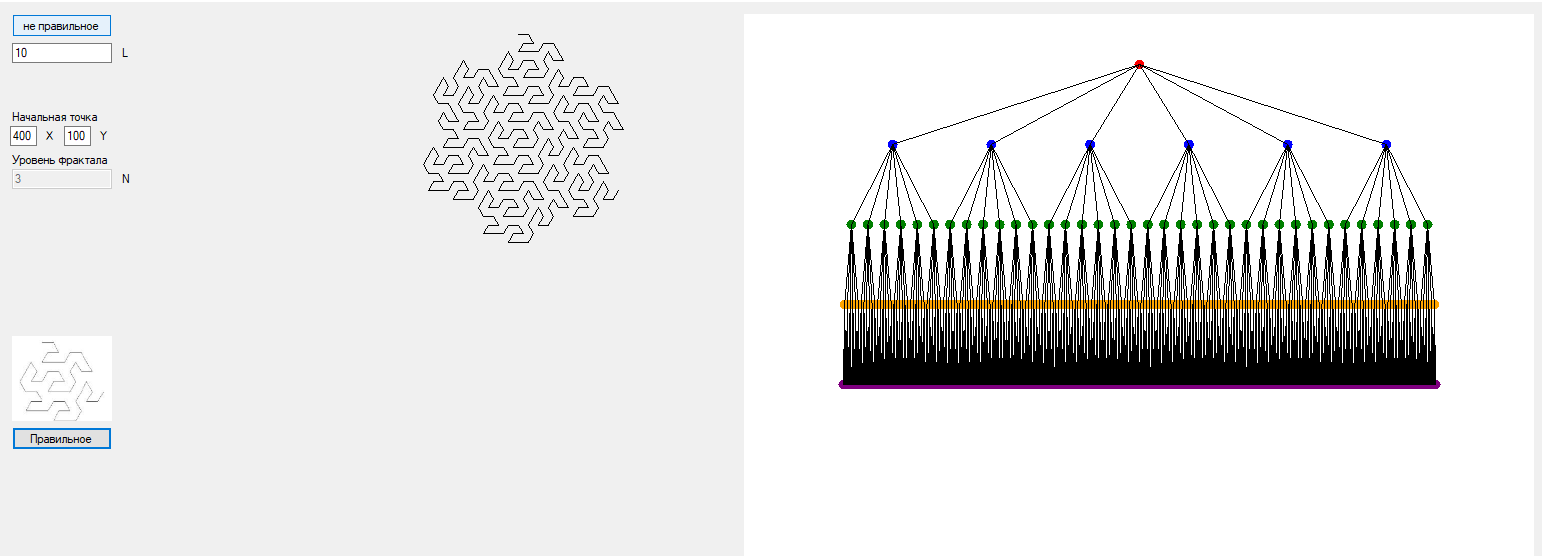 не правильное
10 L
Начальная точка
400 X 100 Y
Уровень фрактала
3 N
Правильное